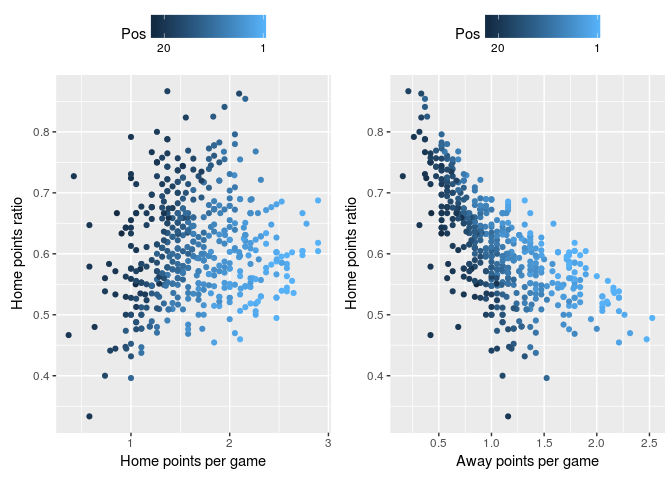 Pos
20 1
Home points ratio
0.8
0.7
0.6
0.5
0.4
1 2 3
Home points per game
Pos
20 1
Home points ratio
0.8
0.7
0.6
0.5
0.4
0.5 1.0 1.5 2.0 2.5
Away points per game